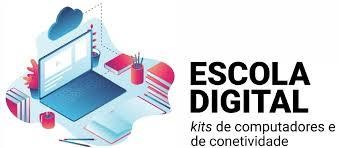 ESCOLA
DIGITAL
kits de computadores e
de conetividade